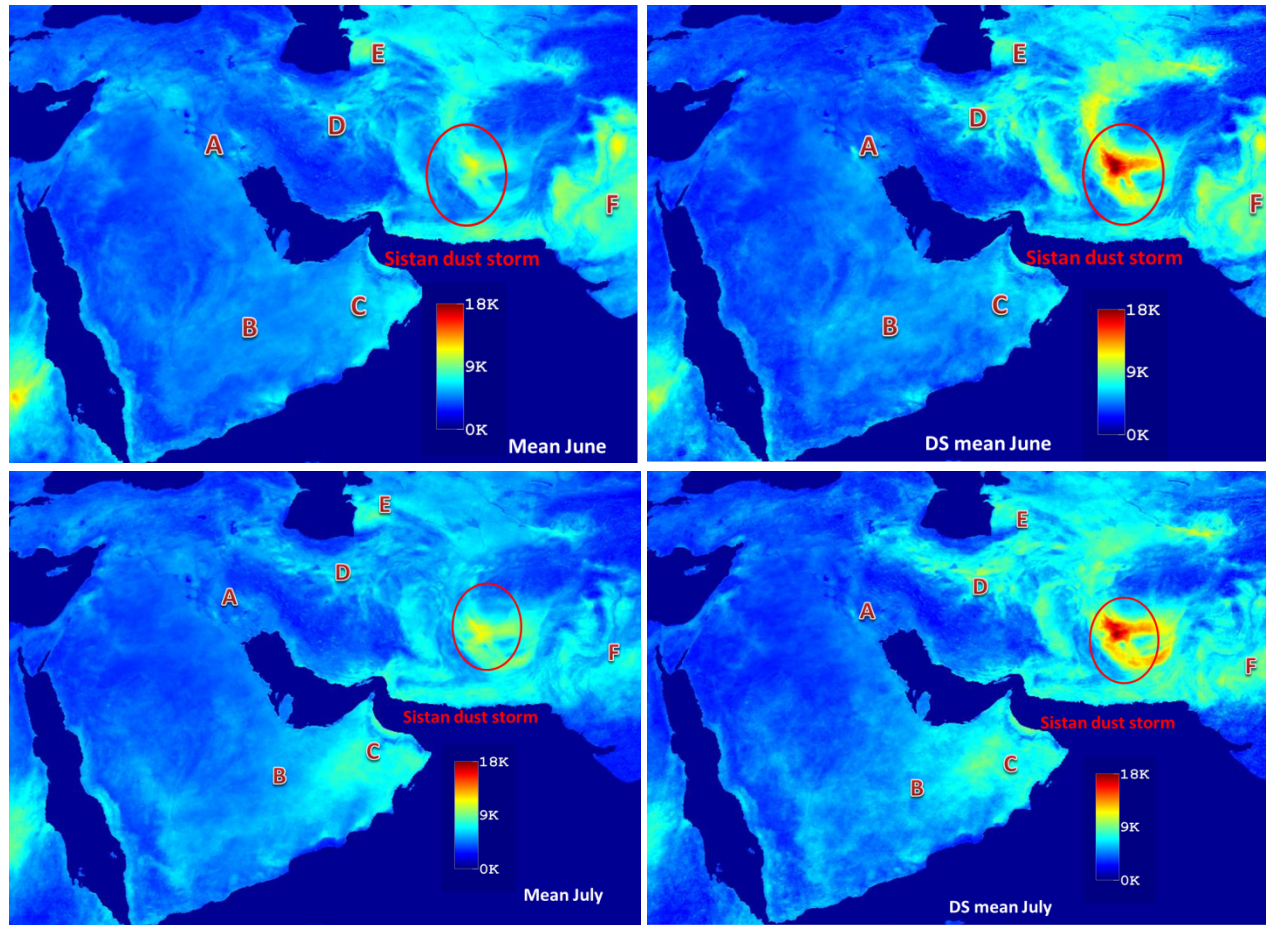 E
D
A
F
Sistan dust storm
C
B
18K
9K
0K
Mean June
E
D
A
F
Sistan dust storm
C
B
18K
9K
0K
DS mean June
E
D
A
F
Sistan dust storm
C
B
18K
9K
0K
Mean July
E
D
A
F
Sistan dust storm
C
B
18K
9K
0K
DS mean July